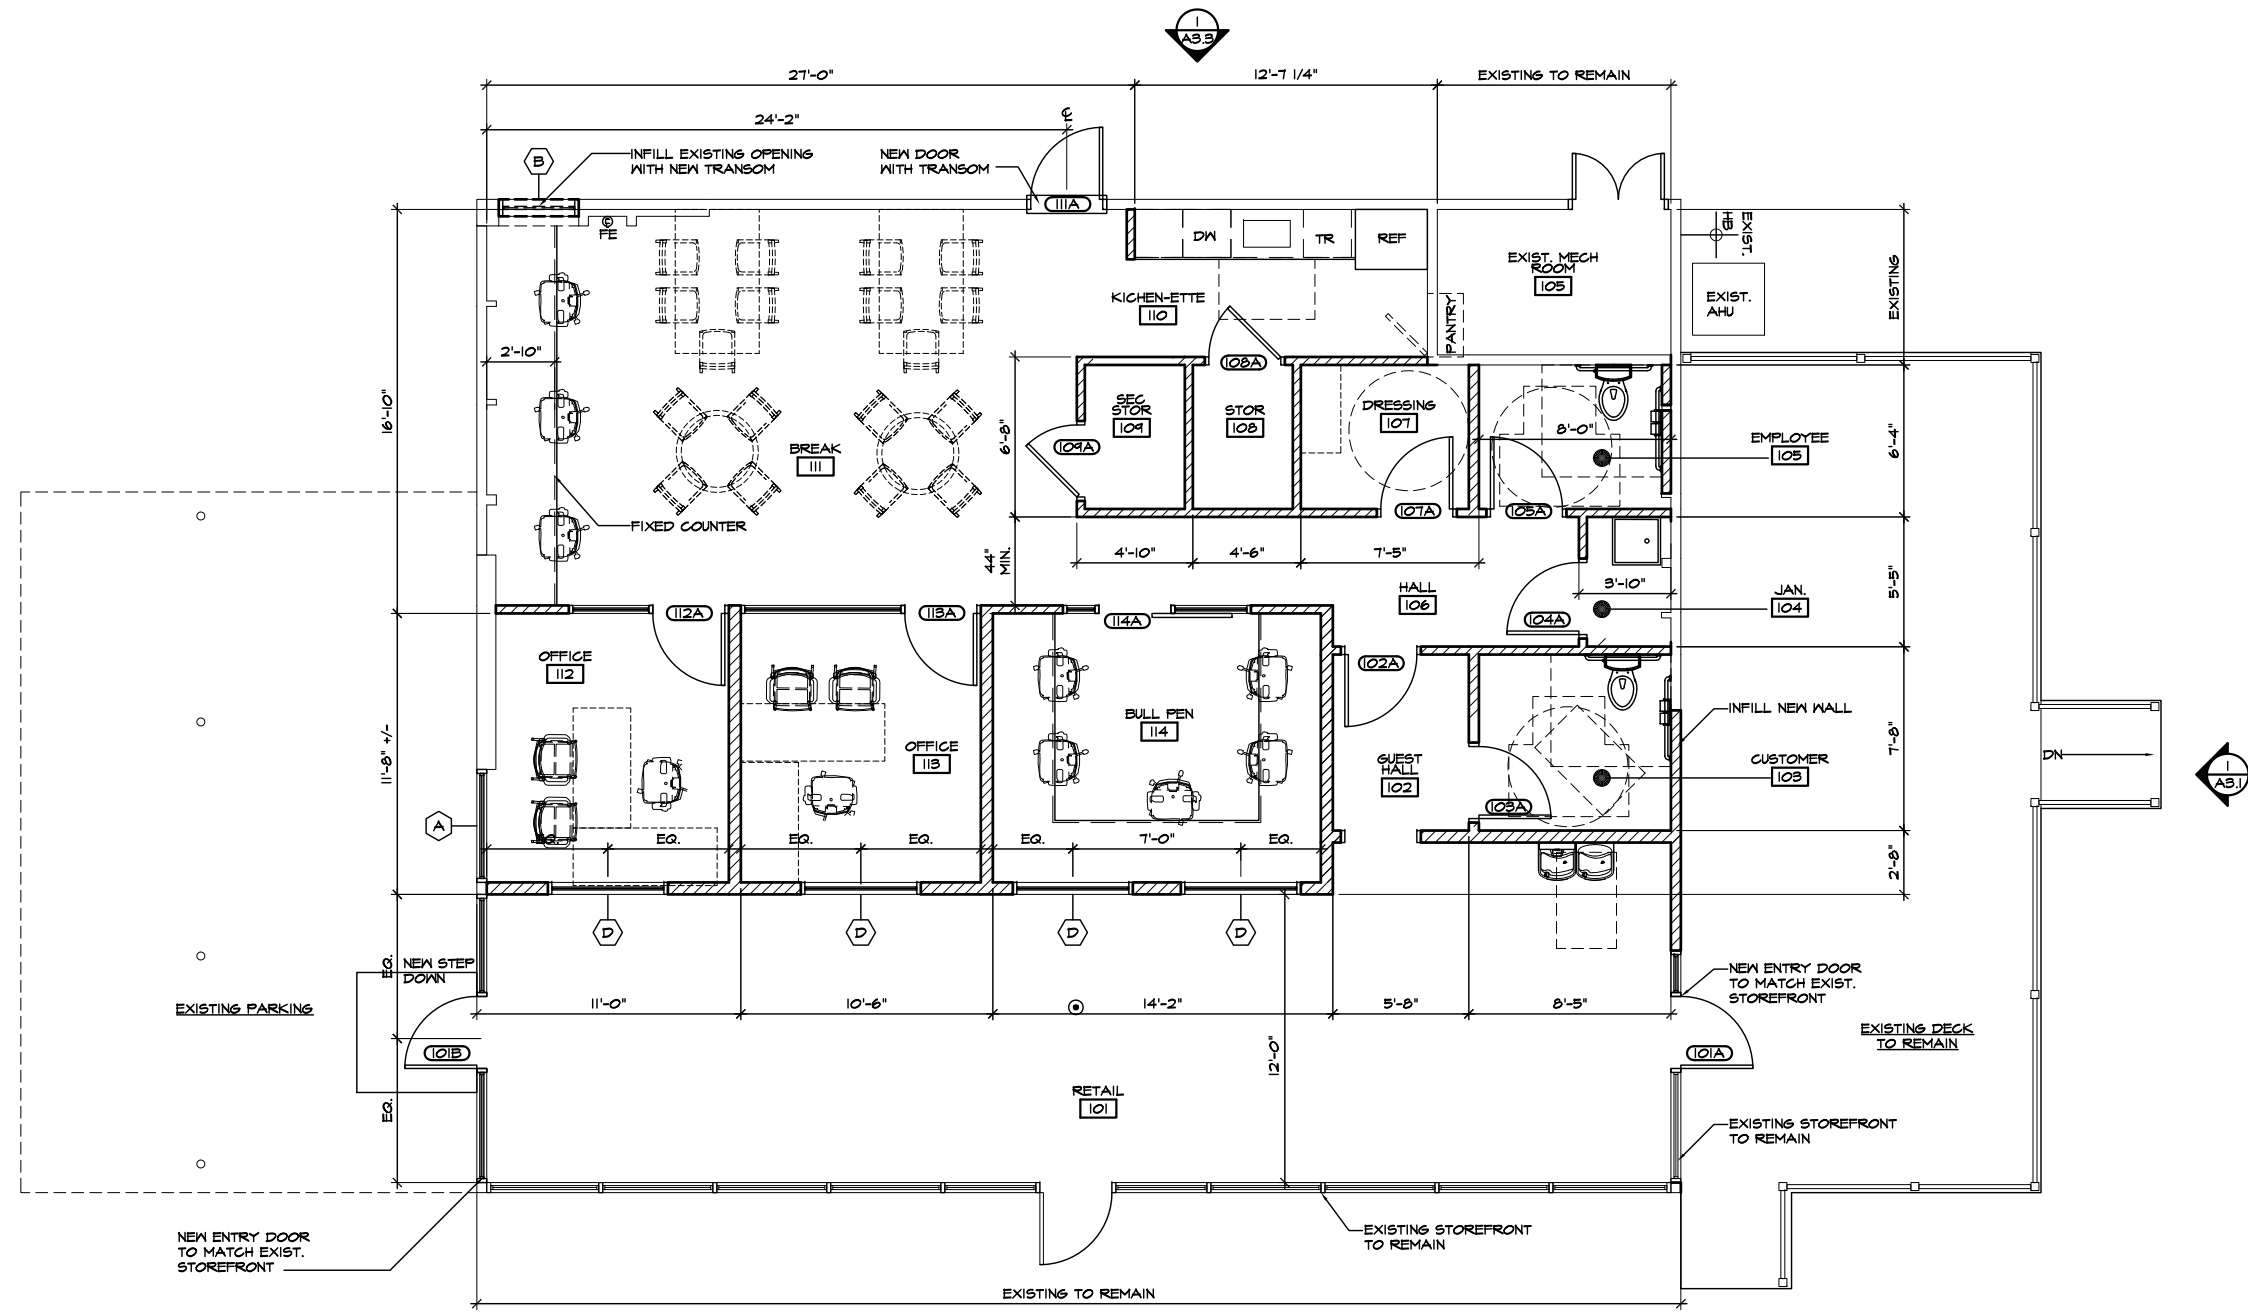 1
A3.3
27'-0"
12'-7 1/4"
EXISTING TO REMAIN
24'-2"
B
INFILL EXISTING OPENING
WITH NEW TRANSOM
NEW DOOR
WITH TRANSOM
111A
FE
DW
TR
REF
EXIST. MECH
ROOM
105
EXIST.
HB
EXIST.
AHU
EXISTING
KICHEN-ETTE
110
PANTRY
2'-10"
108A
16'-10"
6'-8"
SEC
STOR
109
STOR
108
DRESSING
107
8'-0"
6'-4"
EMPLOYEE
105
109A
BREAK
111
FIXED COUNTER
107A
105A
44"
MIN.
4'-10"
4'-6"
7'-5"
3'-10"
5'-5"
HALL
106
JAN.
104
112A
113A
114A
104A
OFFICE
112
102A
BULL PEN
114
INFILL NEW WALL
11'-8" +/-
OFFICE
113
GUEST
HALL
102
CUSTOMER
103
7'-8"
DN
1
A3.1
103A
A
EQ.
EQ.
EQ.
EQ.
EQ.
7'-0"
EQ.
2'-8"
D
D
D
D
EQ.
NEW STEP
DOWN
NEW ENTRY DOOR
TO MATCH EXIST.
STOREFRONT
EXISTING PARKING
11'-0"
10'-6"
14'-2"
5'-8"
8'-5"
EXISTING DECK
TO REMAIN
101B
12'-0"
101A
EQ.
RETAIL
101
EXISTING STOREFRONT
TO REMAIN
NEW ENTRY DOOR
TO MATCH EXIST.
STOREFRONT
EXISTING STOREFRONT
TO REMAIN
EXISTING TO REMAIN